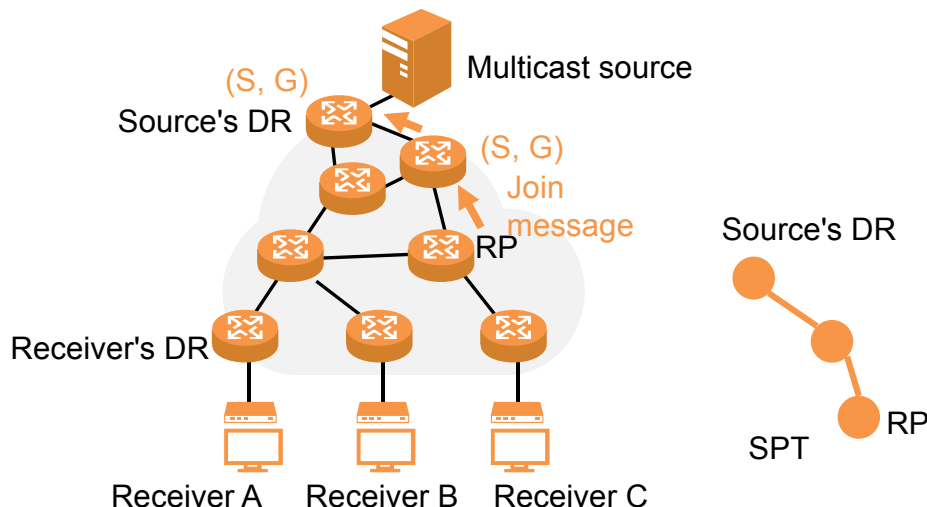 Multicast source
(S, G)
Source's DR
(S, G)
Join
message
RP
Receiver's DR
Receiver A
Receiver B
Receiver C
Source's DR
RP
SPT